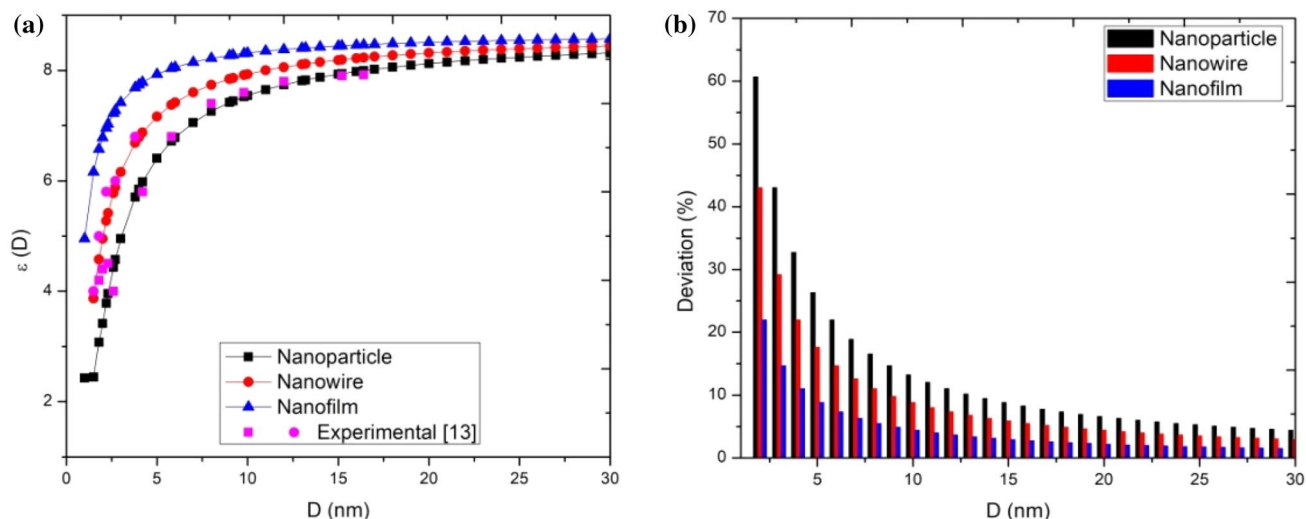 (a)
8
6
4
2
ε (D)
0
5
10
15
20
25
30
D (nm)
Nanoparticle
Nanowire
Nanofilm
Experimental [13]
(b)
70
60
50
40
30
20
10
0
Deviation (%)
5
10
15
20
25
30
D (nm)
Nanoparticle
Nanowire
Nanofilm